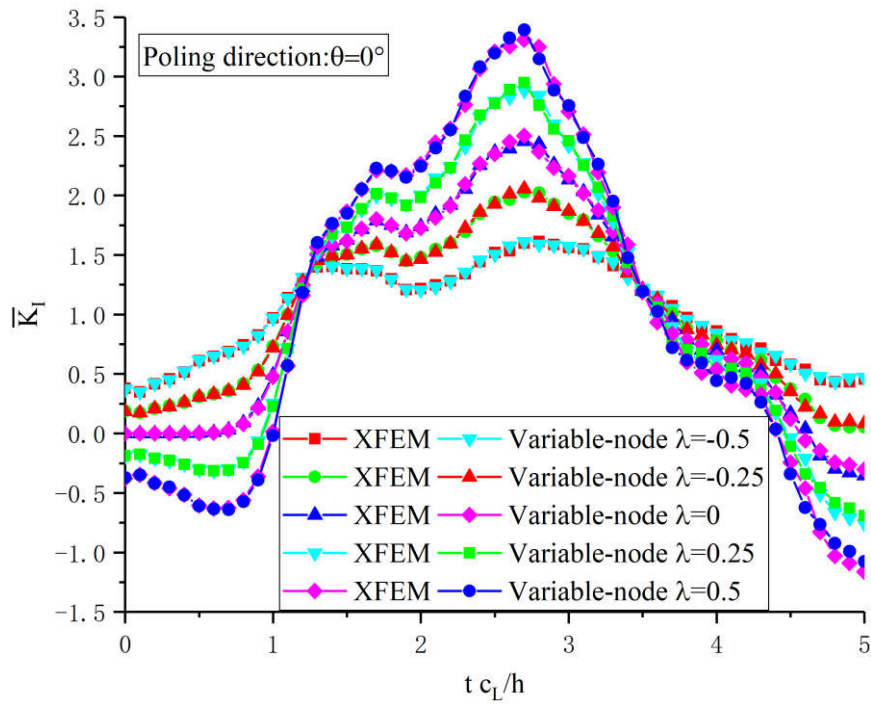 3.5
Poling direction:θ=0°
3.0
2.5
2.0
1.5
1.0
0.5
0.0
-0.5
-1.0
-1.5
K̅_I
XFEM Variable-node λ=-0.5
XFEM Variable-node λ=-0.25
XFEM Variable-node λ=0
XFEM Variable-node λ=0.25
XFEM Variable-node λ=0.5
0 1 2 3 4 5
t c_L/h